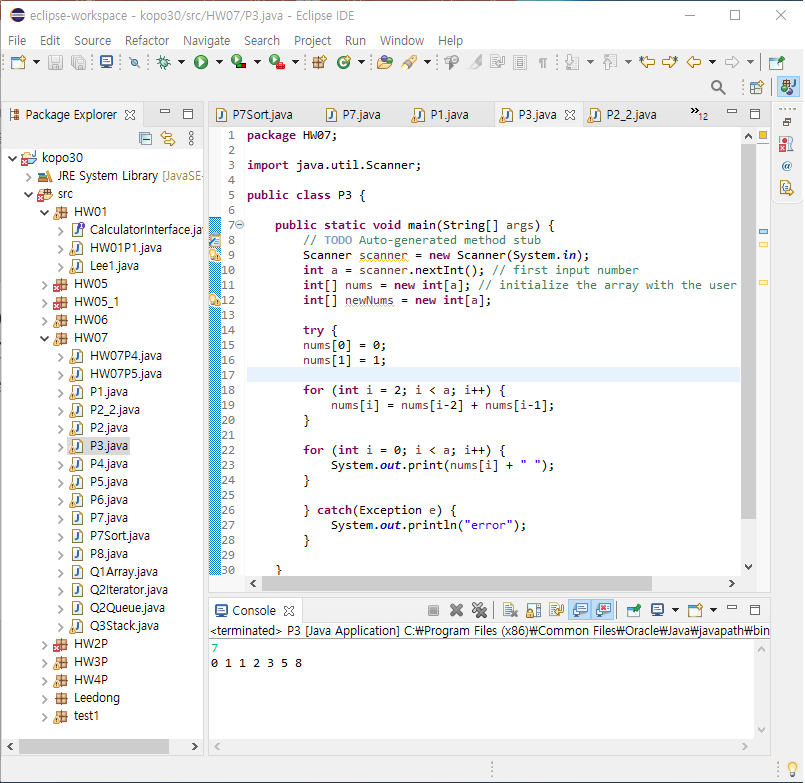 eclipse-workspace - kopo30/src/HW07/P3.java - Eclipse IDE
File Edit Source Refactor Navigate Search Project Run Window Help
Package Explorer
kopo30
JRE System Library [JavaSE-
src
HW01
CalculatorInterface.jav
HW01P1.java
Lee1.java
HW05
HW05_1
HW06
HW07
HW07P4.java
HW07P5.java
P1.java
P2_2.java
P2.java
P3.java
P4.java
P5.java
P6.java
P7.java
P7Sort.java
P8.java
Q1Array.java
Q2Iterator.java
Q2Queue.java
Q3Stack.java
HW2P
HW3P
HW4P
Leedong
test1
P7Sort.java P7.java P1.java P3.java P2_2.java »12
1 package HW07;
2
3 import java.util.Scanner;
4
5 public class P3 {
6
7 public static void main(String[] args) {
8 // TODO Auto-generated method stub
9 Scanner scanner = new Scanner(System.in);
10 int a = scanner.nextInt(); // first input number
11 int[] nums = new int[a]; // initialize the array with the user
12 int[] newNums = new int[a];
13
14 try {
15 nums[0] = 0;
16 nums[1] = 1;
17
18 for (int i = 2; i < a; i++) {
19 nums[i] = nums[i-2] + nums[i-1];
20 }
21
22 for (int i = 0; i < a; i++) {
23 System.out.print(nums[i] + " ");
24 }
25
26 } catch(Exception e) {
27 System.out.println("error");
28 }
29
30 }
Console
<terminated> P3 [Java Application] C:₩Program Files (x86)₩Common Files₩Oracle₩Java₩javapath₩bin
7
0 1 1 2 3 5 8